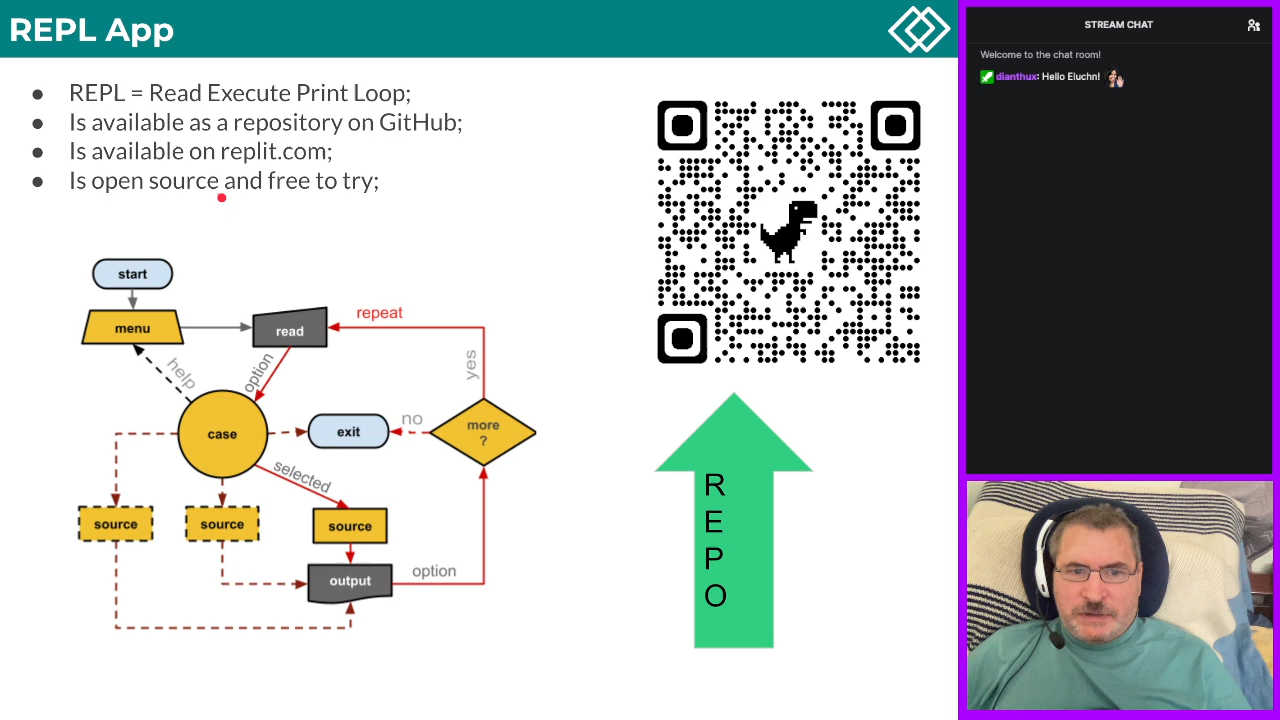 REPL App
REPL = Read Execute Print Loop;
Is available as a repository on GitHub;
Is available on replit.com;
Is open source and free to try;
start
menu
read
repeat
help
option
yes
case
exit
no
more
?
selected
source
source
source
output
option
R
E
P
O
STREAM CHAT
Welcome to the chat room!
dianthux: Hello Eluchn!